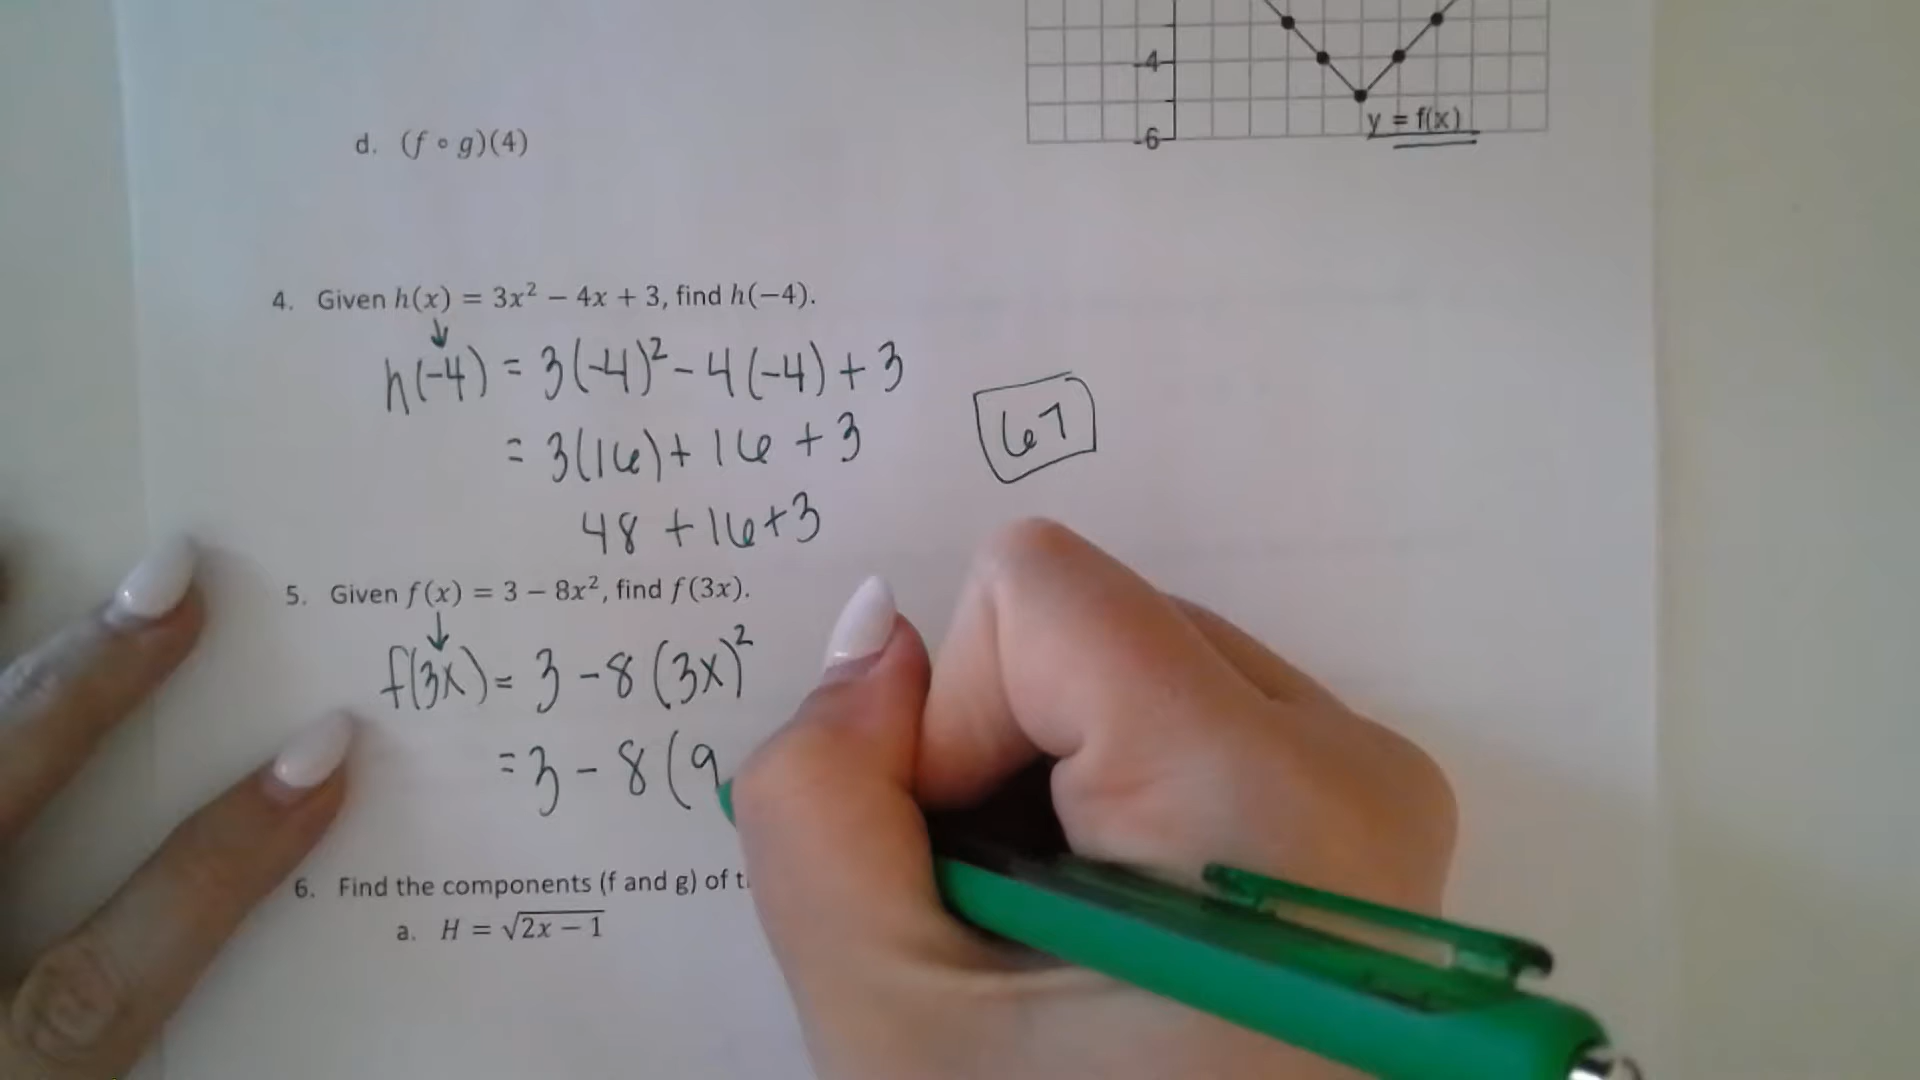 -4
y = f(x)
-6
d. (f ∘ g)(4)
4. Given h(x) = 3x² − 4x + 3, find h(−4).
h(-4) = 3(-4)² - 4(-4) + 3
= 3(16) + 16 + 3
67
48 + 16 + 3
5. Given f(x) = 3 − 8x², find f(3x).
f(3x) = 3 - 8(3x)²
= 3 - 8(9
6. Find the components (f and g) of
a. H = √(2x − 1)